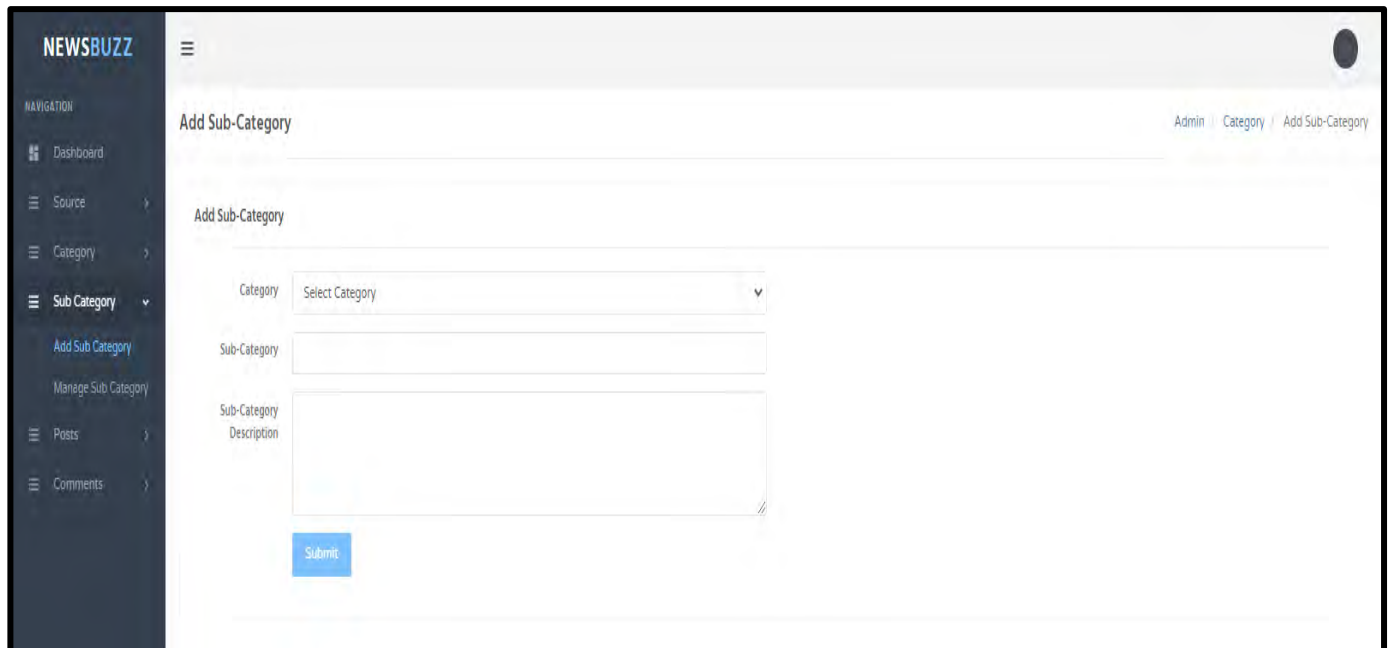 NEWSBUZZ
NAVIGATION
Dashboard
Source
Category
Sub Category
Add Sub Category
Manage Sub Category
Posts
Comments
Add Sub-Category
Admin / Category / Add Sub-Category
Add Sub-Category
Category
Select Category
Sub-Category
Sub-Category
Description
Submit